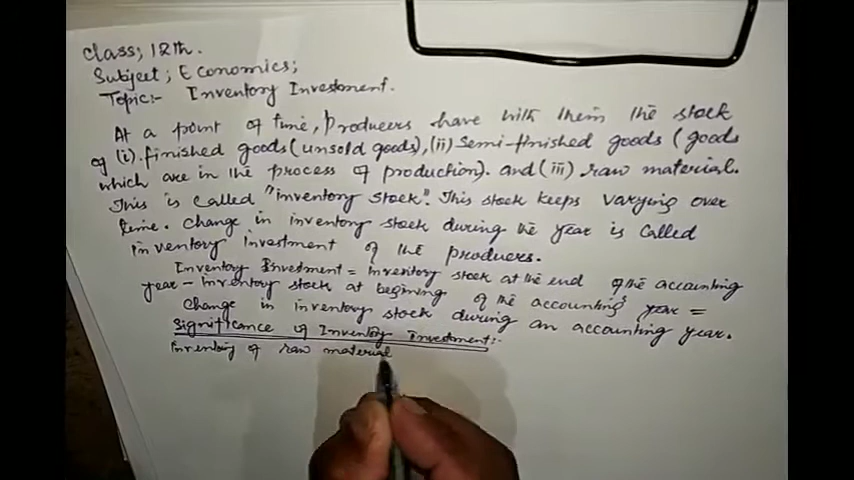 Class; 12th.
Subject; Economics;
Topic:- Inventory Investment.
At a point of time, Producers have with them the stock
of (i). finished goods (unsold goods), (ii) Semi-finished goods (goods
which are in the process of production). and (iii). raw material.
This is called "inventory stock". This stock keeps varying over
time. Change in inventory stock during the year is called
inventory investment of the producers.
Inventory Investment = Inventory stock at the end of the accounting
year - inventory stock at begining of the accounting year =
Change in inventory stock during an accounting year.
Significance of Inventory Investment:-
Inventory of raw material